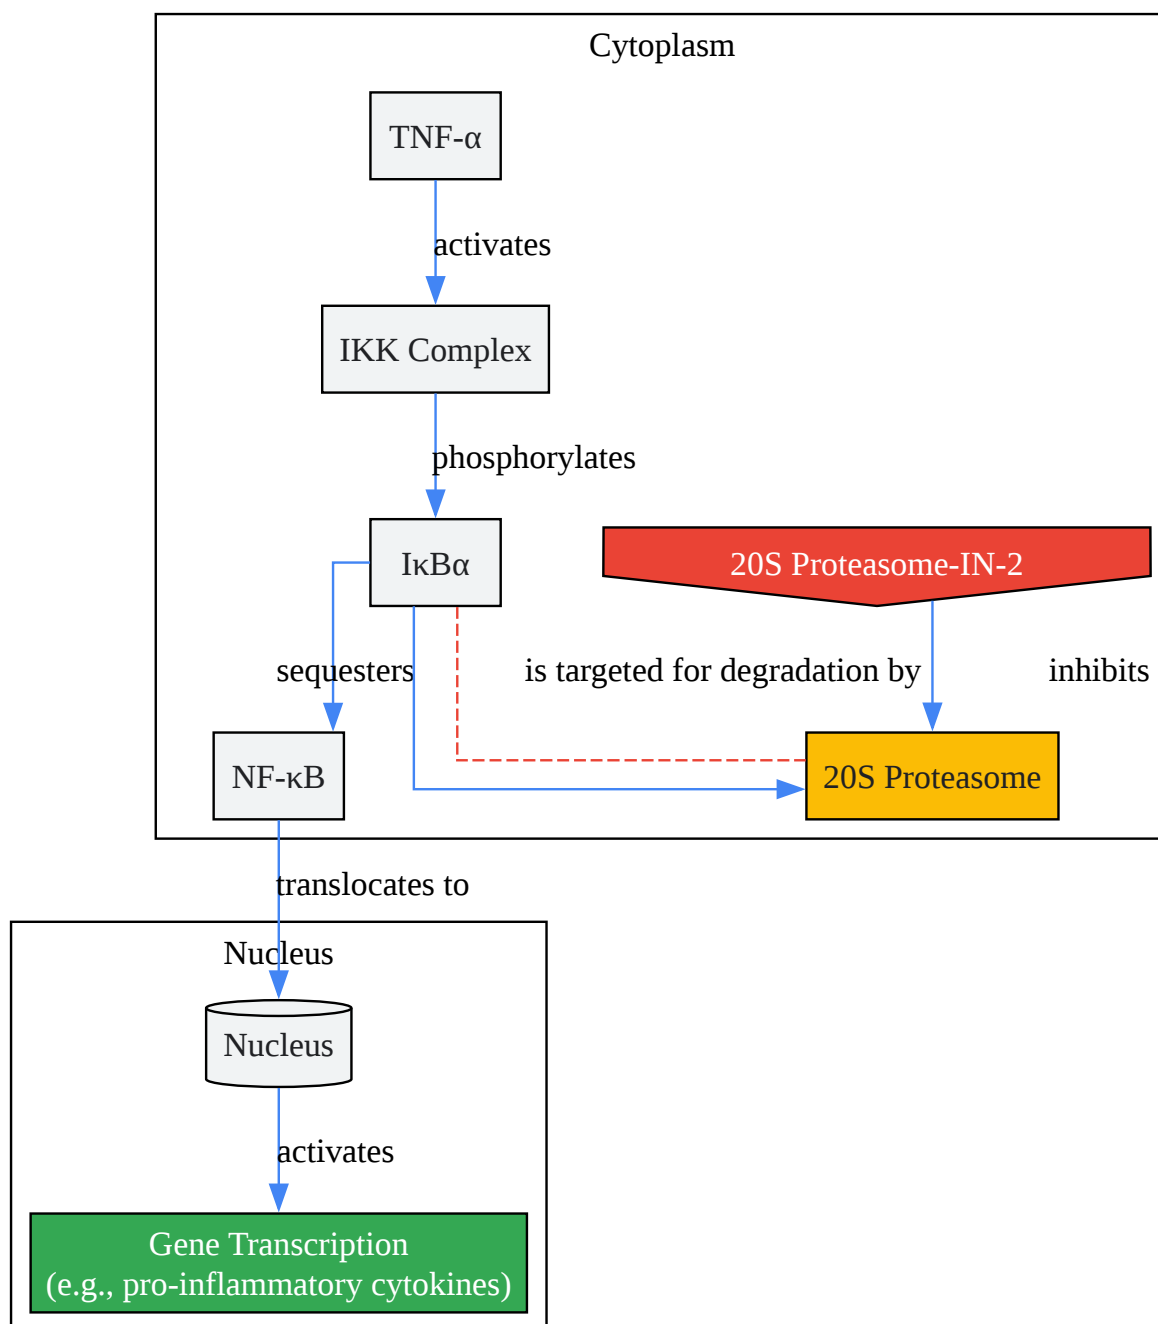 Cytoplasm
TNF-α
activates
IKK Complex
phosphorylates
IκBα
20S Proteasome-IN-2
sequesters
is targeted for degradation by
inhibits
NF-κB
20S Proteasome
translocates to
Nucleus
Nucleus
activates
Gene Transcription
(e.g., pro-inflammatory cytokines)